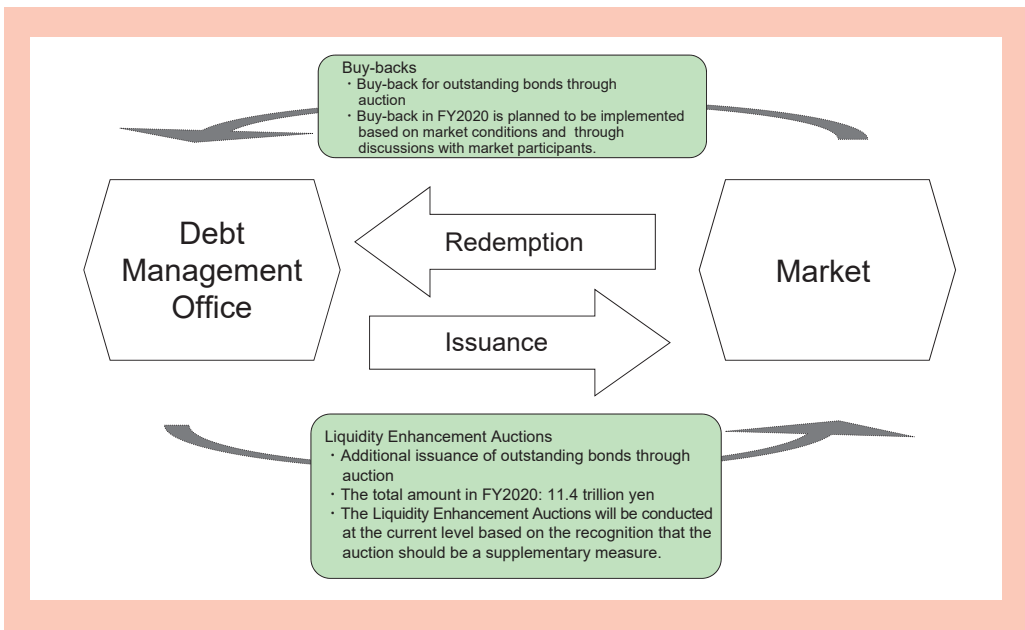 Buy-backs
・Buy-back for outstanding bonds through
auction
・Buy-back in FY2020 is planned to be implemented
based on market conditions and through
discussions with market participants.
Debt
Management
Office
Redemption
Market
Issuance
Liquidity Enhancement Auctions
・Additional issuance of outstanding bonds through
auction
・The total amount in FY2020: 11.4 trillion yen
・The Liquidity Enhancement Auctions will be conducted
at the current level based on the recognition that the
auction should be a supplementary measure.